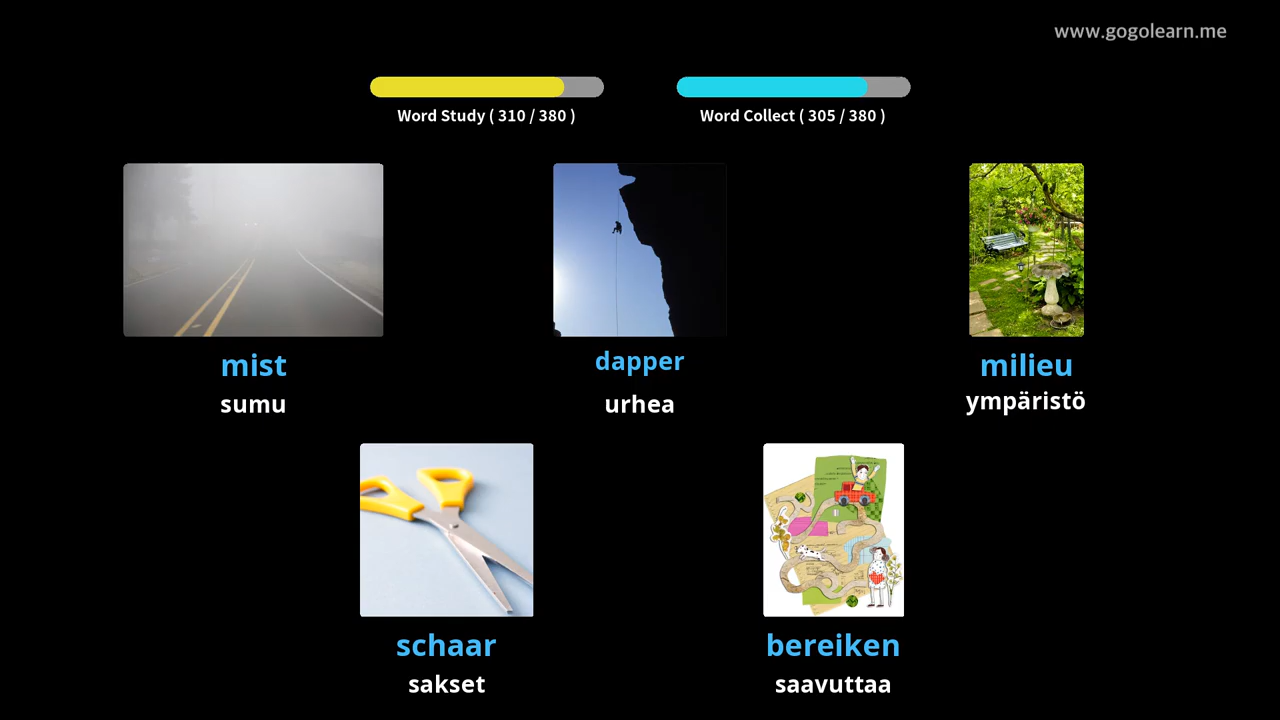 www.gogolearn.me
Word Study ( 310 / 380 )
Word Collect ( 305 / 380 )
mist
sumu
dapper
urhea
milieu
ympäristö
schaar
sakset
bereiken
saavuttaa